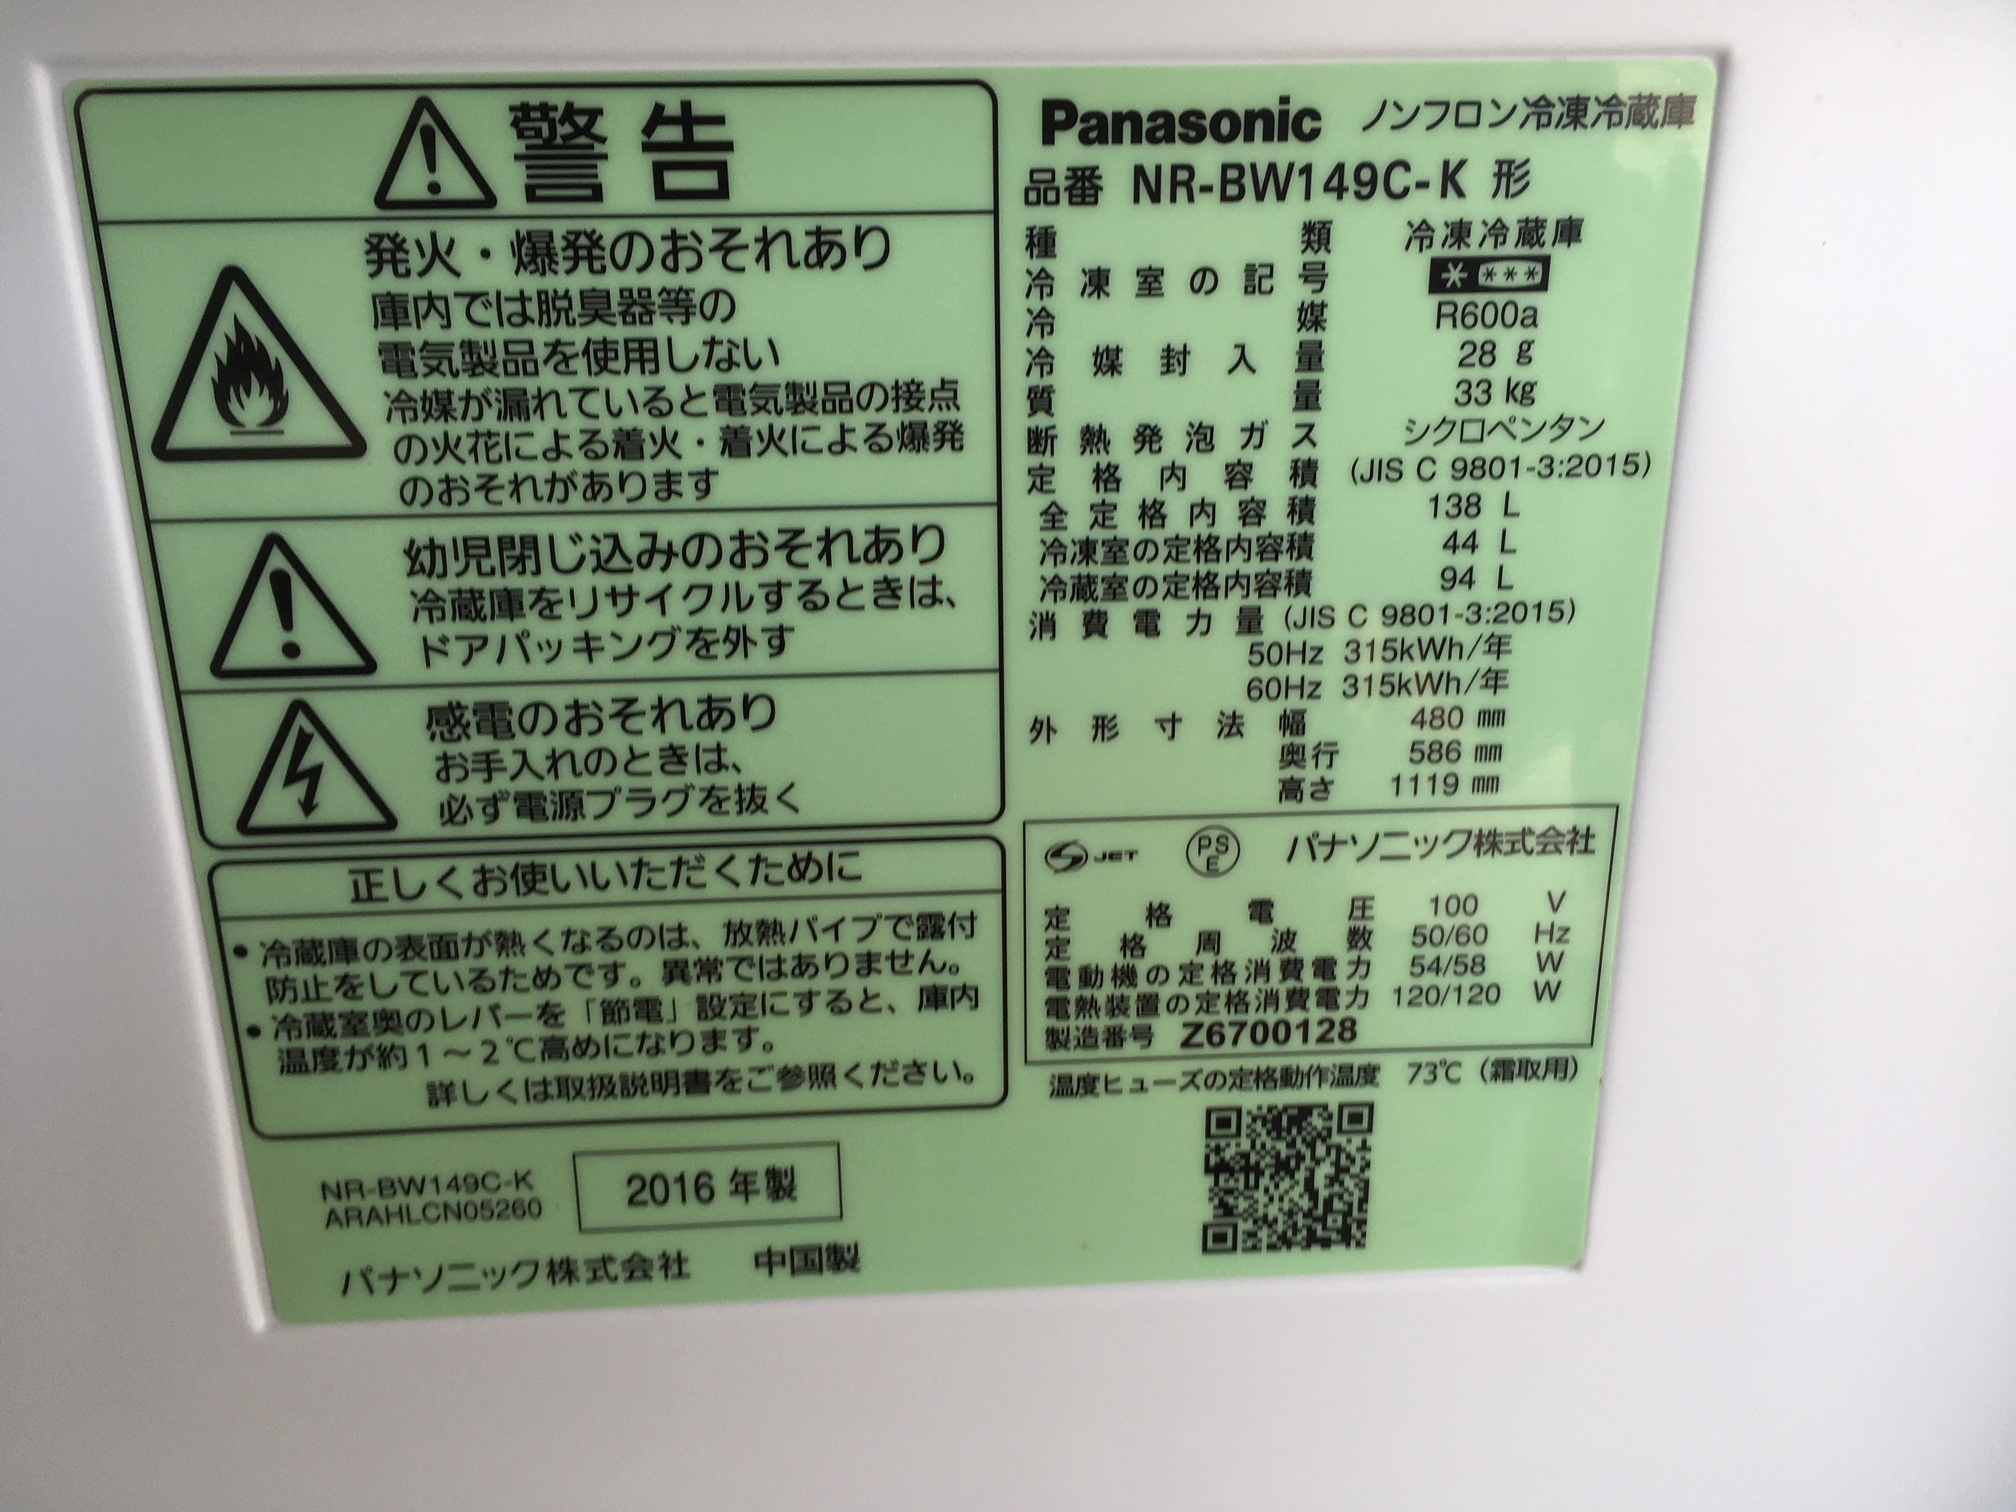 警告
発火・爆発のおそれあり
庫内では脱臭器等の
電気製品を使用しない
冷媒が漏れていると電気製品の接点
の火花による着火・着火による爆発
のおそれがあります
幼児閉じ込みのおそれあり
冷蔵庫をリサイクルするときは、
ドアパッキングを外す
感電のおそれあり
お手入れのときは、
必ず電源プラグを抜く
正しくお使いいただくために
・冷蔵庫の表面が熱くなるのは、放熱パイプで露付
防止をしているためです。異常ではありません。
・冷蔵室奥のレバーを「節電」設定にすると、庫内
温度が約1～2℃高めになります。
詳しくは取扱説明書をご参照ください。
NR-BW149C-K
ARAHLCN05260
2016年製
パナソニック株式会社 中国製
Panasonic ノンフロン冷凍冷蔵庫
品番 NR-BW149C-K 形
種類 冷凍冷蔵庫
冷凍室の記号 * ***
冷媒 R600a
冷媒封入量 28 g
質量 33 kg
断熱発泡ガス シクロペンタン
定格内容積 (JIS C 9801-3:2015)
全定格内容積 138 L
冷凍室の定格内容積 44 L
冷蔵室の定格内容積 94 L
消費電力量 (JIS C 9801-3:2015)
50Hz 315kWh/年
60Hz 315kWh/年
外形寸法 幅 480 ㎜
奥行 586 ㎜
高さ 1119 ㎜
JET PSE パナソニック株式会社
定格電圧 100 V
定格周波数 50/60 Hz
電動機の定格消費電力 54/58 W
電熱装置の定格消費電力 120/120 W
製造番号 Z6700128
温度ヒューズの定格動作温度 73℃（霜取用）